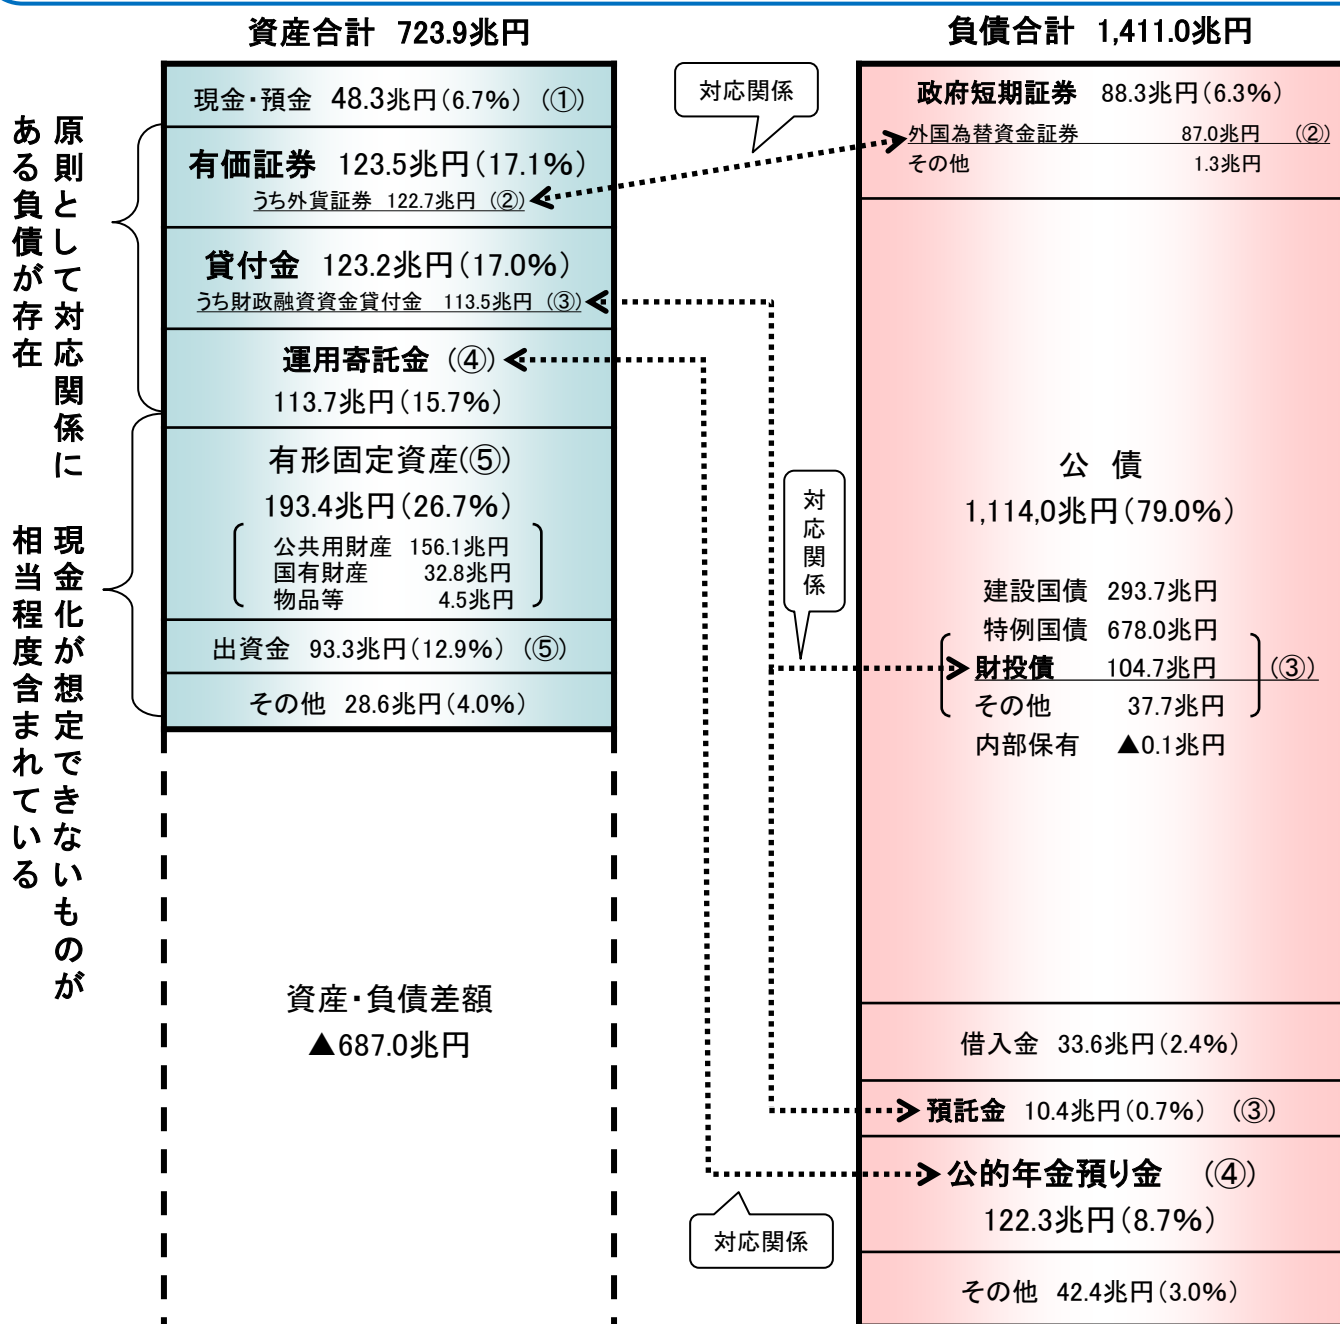 資産合計 723.9兆円
現金・預金 48.3兆円(6.7%) (①)
有価証券 123.5兆円(17.1%)
うち外貨証券 122.7兆円 (②)
貸付金 123.2兆円(17.0%)
うち財政融資資金貸付金 113.5兆円 (③)
運用寄託金 (④)
113.7兆円(15.7%)
有形固定資産(⑤)
193.4兆円(26.7%)
公共用財産 156.1兆円
国有財産 32.8兆円
物品等 4.5兆円
出資金 93.3兆円(12.9%) (⑤)
その他 28.6兆円(4.0%)
資産・負債差額
▲687.0兆円
原則として対応関係に
ある負債が存在
現金化が想定できないものが
相当程度含まれている
対応関係
対応関係
対応関係
負債合計 1,411.0兆円
政府短期証券 88.3兆円(6.3%)
外国為替資金証券 87.0兆円 (②)
その他 1.3兆円
公 債
1,114,0兆円(79.0%)
建設国債 293.7兆円
特例国債 678.0兆円
財投債 104.7兆円 (③)
その他 37.7兆円
内部保有 ▲0.1兆円
借入金 33.6兆円(2.4%)
預託金 10.4兆円(0.7%) (③)
公的年金預り金 (④)
122.3兆円(8.7%)
その他 42.4兆円(3.0%)